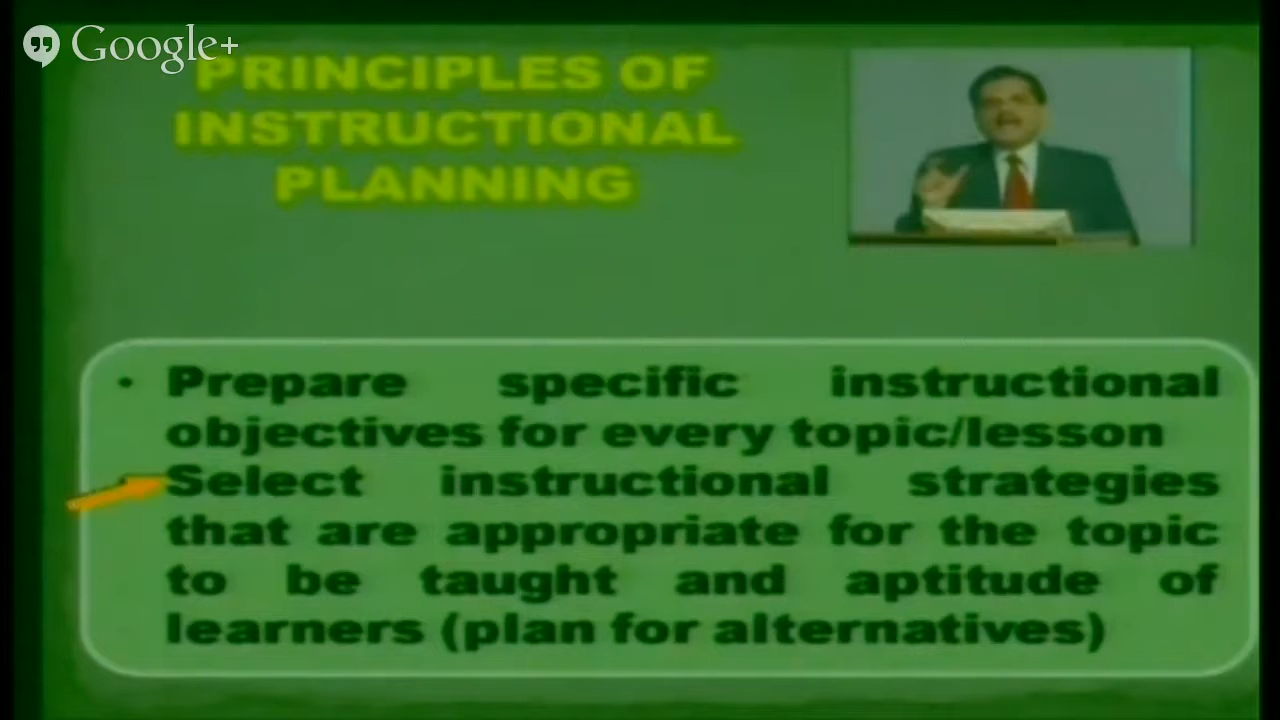 Google+
PRINCIPLES OF
INSTRUCTIONAL
PLANNING
• Prepare specific instructional
objectives for every topic/lesson
Select instructional strategies
that are appropriate for the topic
to be taught and aptitude of
learners (plan for alternatives)